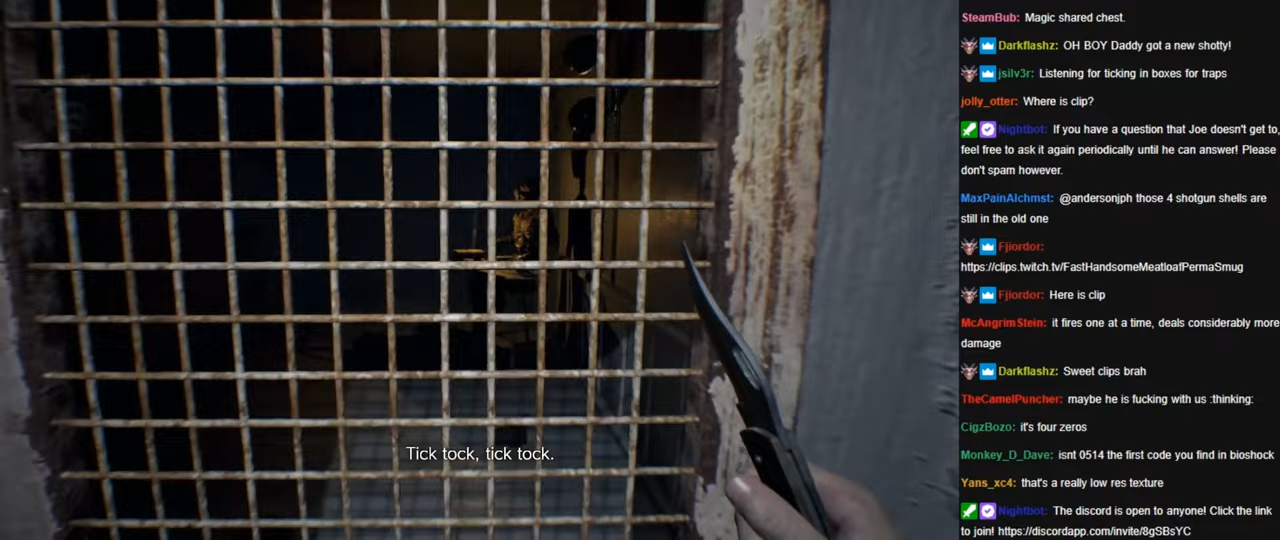 Tick tock, tick tock.
SteamBub: Magic shared chest.
Darkflashz: OH BOY Daddy got a new shotty!
jsilv3r: Listening for ticking in boxes for traps
jolly_otter: Where is clip?
Nightbot: If you have a question that Joe doesn't get to,
feel free to ask it again periodically until he can answer! Please
don't spam however.
MaxPainAlchmst: @andersonjph those 4 shotgun shells are
still in the old one
Fjiordor:
https://clips.twitch.tv/FastHandsomeMeatloafPermaSmug
Fjiordor: Here is clip
McAngrimStein: it fires one at a time, deals considerably more
damage
Darkflashz: Sweet clips brah
TheCamelPuncher: maybe he is fucking with us :thinking:
CigzBozo: it's four zeros
Monkey_D_Dave: isnt 0514 the first code you find in bioshock
Yans_xc4: that's a really low res texture
Nightbot: The discord is open to anyone! Click the link
to join! https://discordapp.com/invite/8gSBsYC